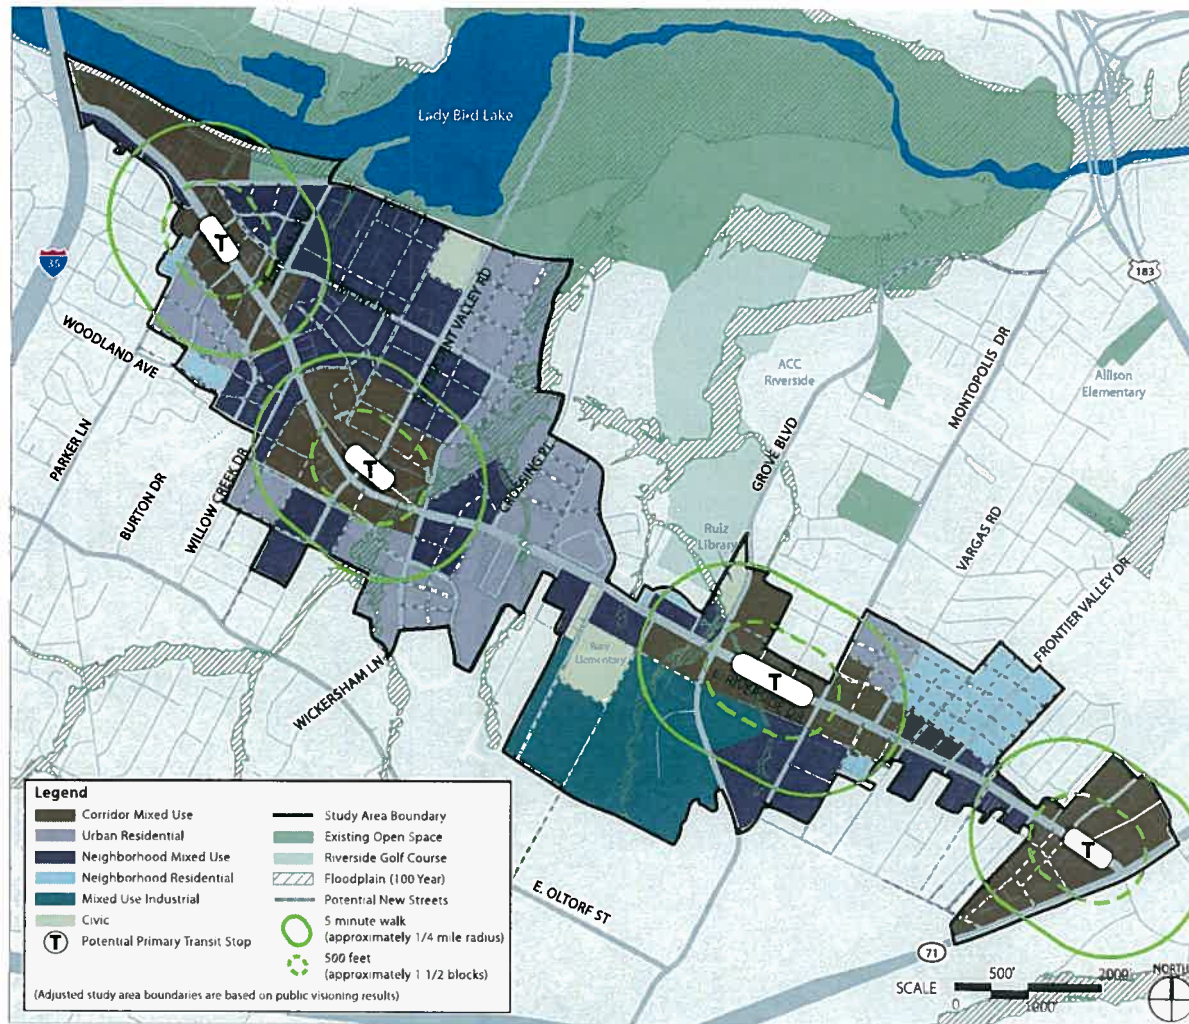 Lady Bird Lake
35
183
WOODLAND AVE
PARKER LN
BURTON DR
WILLOW CREEK DR
WICKERSHAM LN
CROSSING PL
ACC
Riverside
GROVE BLVD
MONTOPOLIS DR
Allison
Elementary
VARGAS RD
FRONTIER VALLEY DR
Ruiz
Library
Elementary
T
T
T
T
E. OLTORF ST
71
Legend
Corridor Mixed Use
Urban Residential
Neighborhood Mixed Use
Neighborhood Residential
Mixed Use Industrial
Civic
T Potential Primary Transit Stop
Study Area Boundary
Existing Open Space
Riverside Golf Course
Floodplain (100 Year)
Potential New Streets
5 minute walk
(approximately 1/4 mile radius)
500 feet
(approximately 1 1/2 blocks)
(Adjusted study area boundaries are based on public visioning results)
SCALE
0
500'
1000'
2000'
NORTH